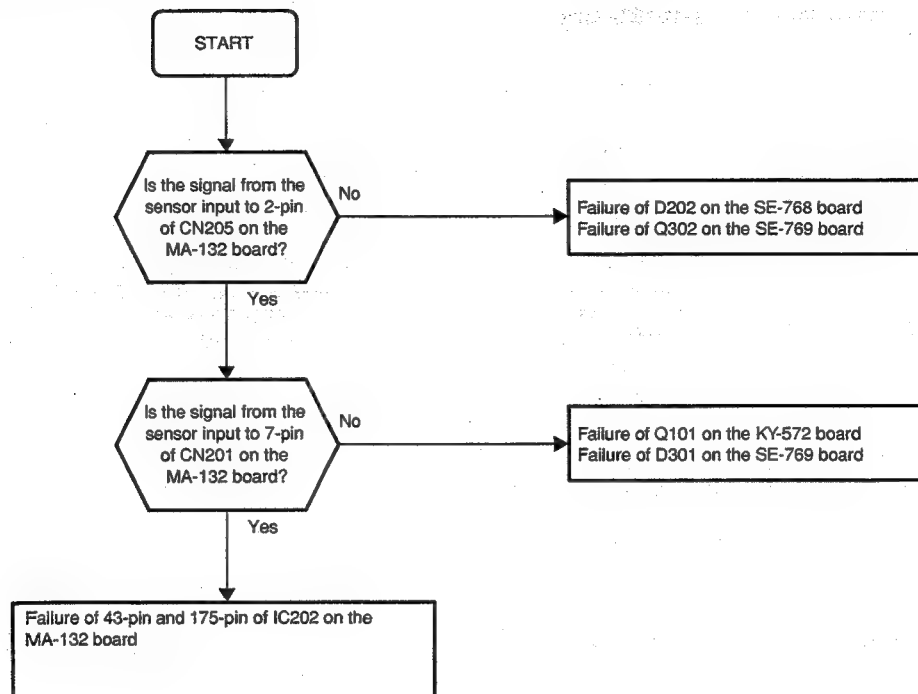 START
Is the signal from the
sensor input to 2-pin
of CN205 on the
MA-132 board?
No
Failure of D202 on the SE-768 board
Failure of Q302 on the SE-769 board
Yes
Is the signal from the
sensor input to 7-pin
of CN201 on the
MA-132 board?
No
Failure of Q101 on the KY-572 board
Failure of D301 on the SE-769 board
Yes
Failure of 43-pin and 175-pin of IC202 on the
MA-132 board